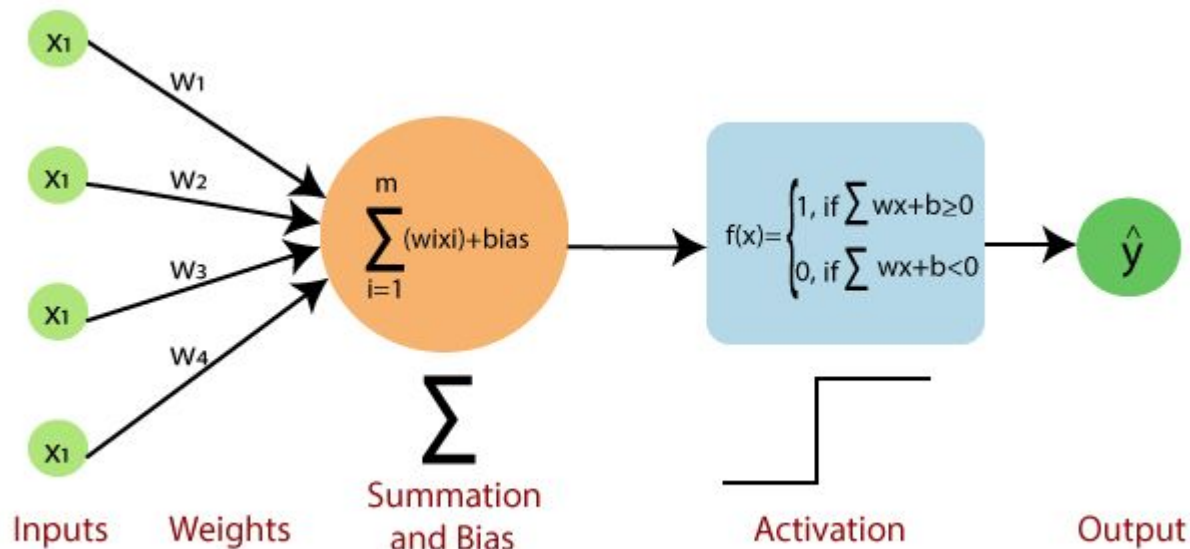 x1
w1
x1
w2
x1
w3
x1
w4
m
∑(wixi)+bias
i=1
f(x)={1, if ∑ wx+b≥0
0, if ∑ wx+b<0
ŷ
∑
Inputs
Weights
Summation
and Bias
Activation
Output